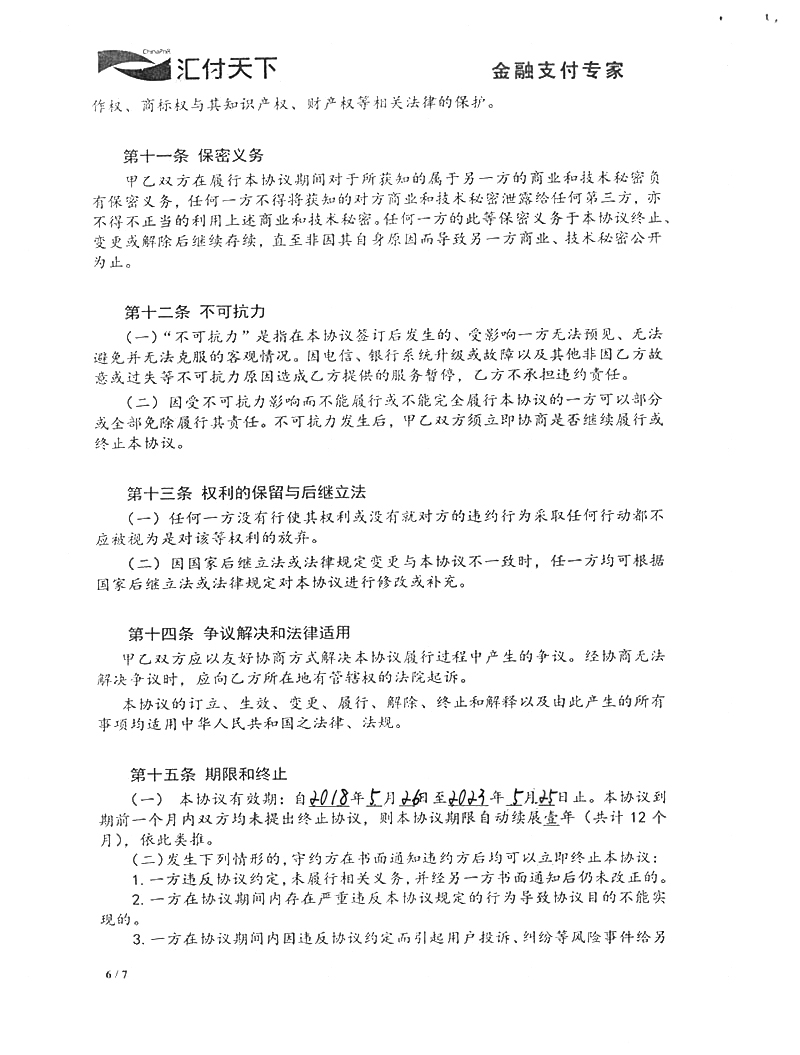 ChinaPnR
汇付天下
金融支付专家
作权、商标权与其知识产权、财产权等相关法律的保护。
第十一条 保密义务
甲乙双方在履行本协议期间对于所获知的属于另一方的商业和技术秘密负
有保密义务，任何一方不得将获知的对方商业和技术秘密泄露给任何第三方，亦
不得不正当的利用上述商业和技术秘密。任何一方的此等保密义务于本协议终止、
变更或解除后继续存续，直至非因其自身原因而导致另一方商业、技术秘密公开
为止。
第十二条 不可抗力
（一）“不可抗力”是指在本协议签订后发生的、受影响一方无法预见、无法
避免并无法克服的客观情况。因电信、银行系统升级或故障以及其他非因乙方故
意或过失等不可抗力原因造成乙方提供的服务暂停，乙方不承担违约责任。
（二）因受不可抗力影响而不能履行或不能完全履行本协议的一方可以部分
或全部免除履行其责任。不可抗力发生后，甲乙双方须立即协商是否继续履行或
终止本协议。
第十三条 权利的保留与后继立法
（一）任何一方没有行使其权利或没有就对方的违约行为采取任何行动都不
应被视为是对该等权利的放弃。
（二）因国家后继立法或法律规定变更与本协议不一致时，任一方均可根据
国家后继立法或法律规定对本协议进行修改或补充。
第十四条 争议解决和法律适用
甲乙双方应以友好协商方式解决本协议履行过程中产生的争议。经协商无法
解决争议时，应向乙方所在地有管辖权的法院起诉。
本协议的订立、生效、变更、履行、解除、终止和解释以及由此产生的所有
事项均适用中华人民共和国之法律、法规。
第十五条 期限和终止
（一） 本协议有效期：自2018年5月26日至2023年5月25日止。本协议到
期前一个月内双方均未提出终止协议，则本协议期限自动续展壹年（共计12个
月），依此类推。
（二）发生下列情形的，守约方在书面通知违约方后均可以立即终止本协议：
1.一方违反协议约定，未履行相关义务，并经另一方书面通知后仍未改正的。
2.一方在协议期间内存在严重违反本协议规定的行为导致协议目的不能实
现的。
3.一方在协议期间内因违反协议约定而引起用户投诉、纠纷等风险事件给另
6 / 7